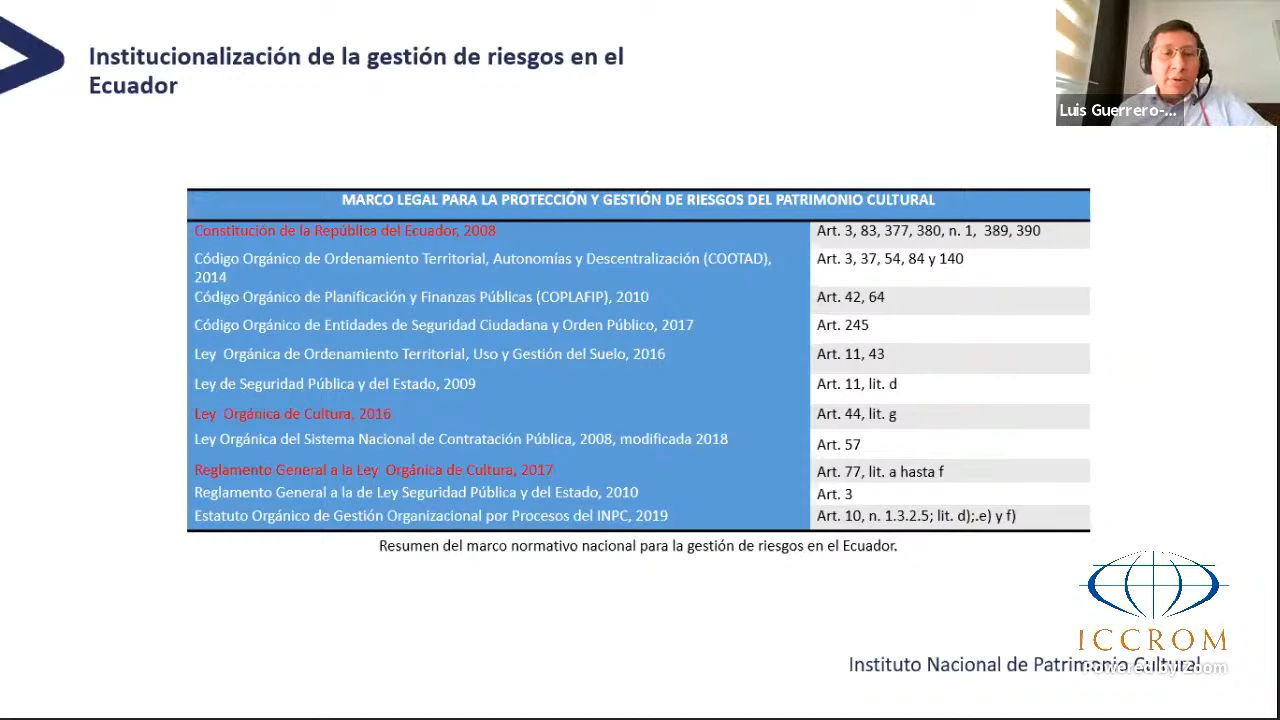 Institucionalización de la gestión de riesgos en el
Ecuador
Luis Guerrero-...
MARCO LEGAL PARA LA PROTECCIÓN Y GESTIÓN DE RIESGOS DEL PATRIMONIO CULTURAL
Constitución de la República del Ecuador, 2008 Art. 3, 83, 377, 380, n. 1, 389, 390
Código Orgánico de Ordenamiento Territorial, Autonomías y Descentralización (COOTAD), Art. 3, 37, 54, 84 y 140
2014
Código Orgánico de Planificación y Finanzas Públicas (COPLAFIP), 2010 Art. 42, 64
Código Orgánico de Entidades de Seguridad Ciudadana y Orden Público, 2017 Art. 245
Ley Orgánica de Ordenamiento Territorial, Uso y Gestión del Suelo, 2016 Art. 11, 43
Ley de Seguridad Pública y del Estado, 2009 Art. 11, lit. d
Ley Orgánica de Cultura, 2016 Art. 44, lit. g
Ley Orgánica del Sistema Nacional de Contratación Pública, 2008, modificada 2018 Art. 57
Reglamento General a la Ley Orgánica de Cultura, 2017 Art. 77, lit. a hasta f
Reglamento General a la de Ley Seguridad Pública y del Estado, 2010 Art. 3
Estatuto Orgánico de Gestión Organizacional por Procesos del INPC, 2019 Art. 10, n. 1.3.2.5; lit. d);.e) y f)
Resumen del marco normativo nacional para la gestión de riesgos en el Ecuador.
ICCROM
Instituto Nacional de Patrimonio Cultural
Powered by Zoom